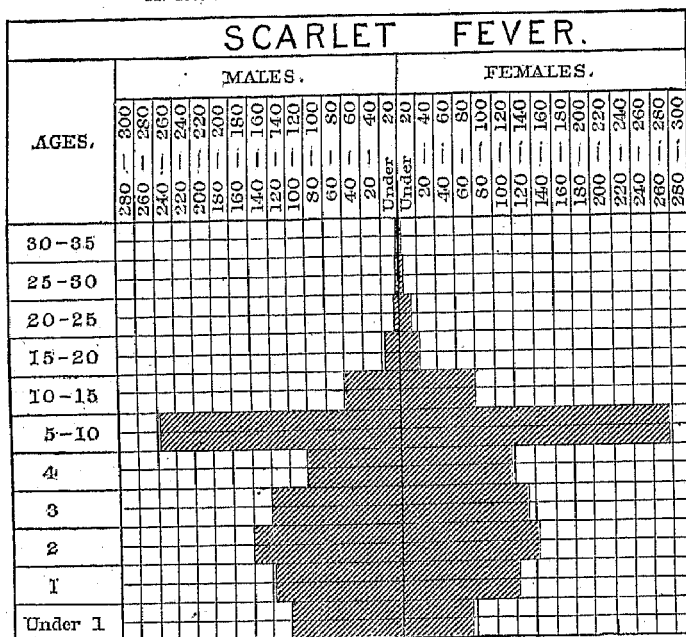 SCARLET FEVER.
AGES.
MALES.
FEMALES.
280 — 300
260 — 280
240 — 260
220 — 240
200 — 220
180 — 200
160 — 180
140 — 160
120 — 140
100 — 120
80 — 100
60 — 80
40 — 60
20 — 40
Under 20
Under 20
20 — 40
40 — 60
60 — 80
80 — 100
100 — 120
120 — 140
140 — 160
160 — 180
180 — 200
200 — 220
220 — 240
240 — 260
260 — 280
280 — 300
30-35
25-30
20-25
15-20
10-15
5-10
4
3
2
1
Under 1